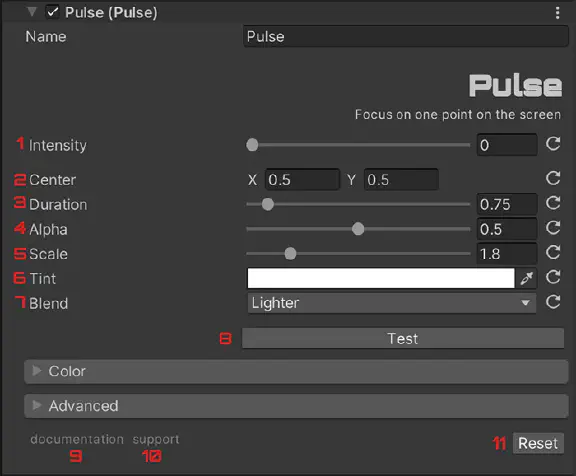 Pulse (Pulse)
Name Pulse
Pulse
Focus on one point on the screen
1 Intensity 0
2 Center X 0.5 Y 0.5
3 Duration 0.75
4 Alpha 0.5
5 Scale 1.8
6 Tint
7 Blend Lighter
8 Test
Color
Advanced
documentation support 11 Reset
9 10